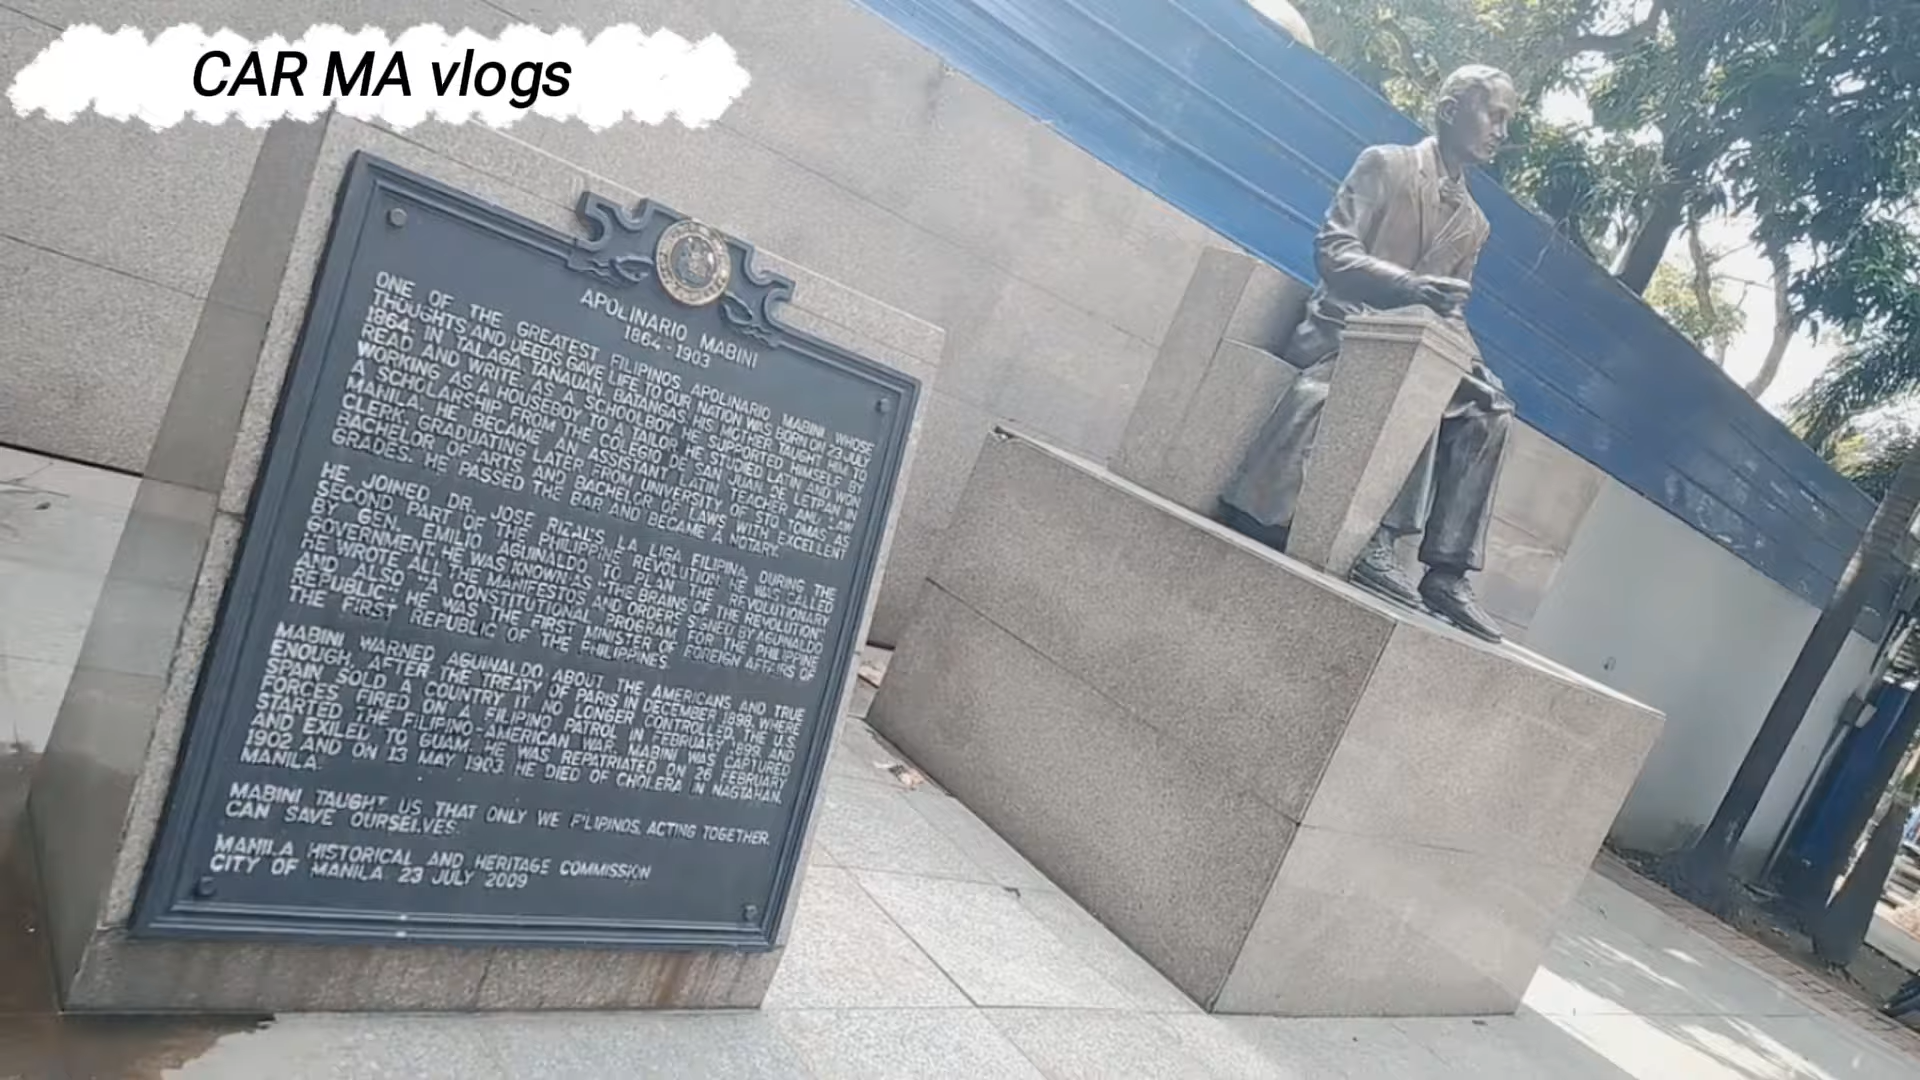 CAR MA vlogs
APOLINARIO MABINI
1864 - 1903
ONE OF THE GREATEST FILIPINOS, APOLINARIO MABINI, WHOSE
THOUGHTS AND DEEDS GAVE LIFE TO OUR NATION WAS BORN ON 23 JULY
1864, IN TALAGA, TANAUAN, BATANGAS. HIS MOTHER TAUGHT HIM TO
READ AND WRITE. AS A SCHOOLBOY, HE SUPPORTED HIMSELF BY
WORKING AS A HOUSEBOY TO A TAILOR. HE STUDIED LATIN AND WON
A SCHOLARSHIP FROM THE COLEGIO DE SAN JUAN DE LETRAN IN
MANILA. HE BECAME AN ASSISTANT LATIN TEACHER AND LAW
CLERK, GRADUATING LATER FROM UNIVERSITY OF STO. TOMAS AS
BACHELOR OF ARTS AND BACHELOR OF LAWS WITH EXCELLENT
GRADES. HE PASSED THE BAR AND BECAME A NOTARY.
HE JOINED DR. JOSE RIZAL'S LA LIGA FILIPINA. DURING THE
SECOND PART OF THE PHILIPPINE REVOLUTION, HE WAS CALLED
BY GEN. EMILIO AGUINALDO TO PLAN THE REVOLUTIONARY
GOVERNMENT. HE WAS KNOWN AS "THE BRAINS OF THE REVOLUTION".
HE WROTE ALL THE MANIFESTOS AND ORDERS SIGNED BY AGUINALDO
AND ALSO "A CONSTITUTIONAL PROGRAM FOR THE PHILIPPINE
REPUBLIC". HE WAS THE FIRST MINISTER OF FOREIGN AFFAIRS OF
THE FIRST REPUBLIC OF THE PHILIPPINES.
MABINI WARNED AGUINALDO ABOUT THE AMERICANS, AND TRUE
ENOUGH, AFTER THE TREATY OF PARIS IN DECEMBER 1898, WHERE
SPAIN SOLD A COUNTRY IT NO LONGER CONTROLLED, THE U.S.
FORCES FIRED ON A FILIPINO PATROL IN FEBRUARY 1899, AND
STARTED THE FILIPINO-AMERICAN WAR. MABINI WAS CAPTURED
AND EXILED TO GUAM. HE WAS REPATRIATED ON 26 FEBRUARY
1902 AND ON 13 MAY 1903, HE DIED OF CHOLERA IN NAGTAHAN,
MANILA.
MABINI TAUGHT US THAT ONLY WE FILIPINOS, ACTING TOGETHER,
CAN SAVE OURSELVES.
MANILA HISTORICAL AND HERITAGE COMMISSION
CITY OF MANILA 23 JULY 2009